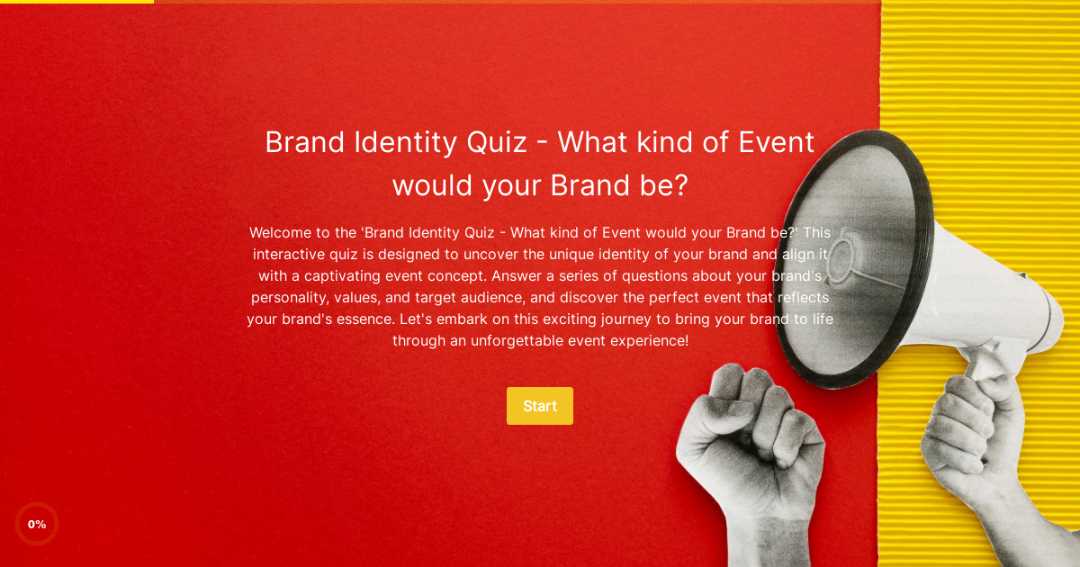 Brand Identity Quiz - What kind of Event
would your Brand be?
Welcome to the 'Brand Identity Quiz - What kind of Event would your Brand be?' This
interactive quiz is designed to uncover the unique identity of your brand and align it
with a captivating event concept. Answer a series of questions about your brand's
personality, values, and target audience, and discover the perfect event that reflects
your brand's essence. Let's embark on this exciting journey to bring your brand to life
through an unforgettable event experience!
Start
0%